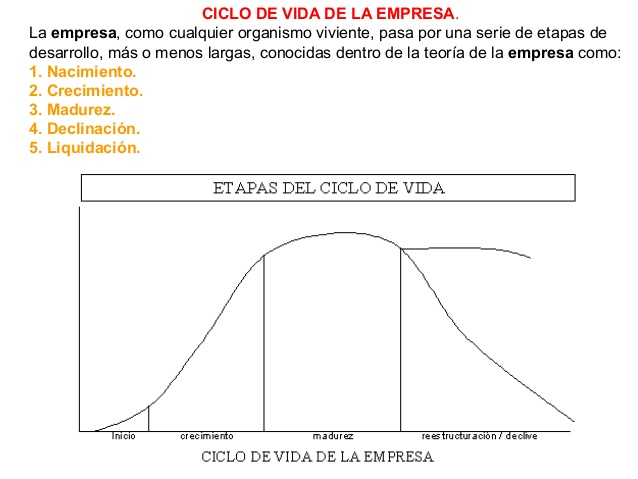 CICLO DE VIDA DE LA EMPRESA.
La empresa, como cualquier organismo viviente, pasa por una serie de etapas de
desarrollo, más o menos largas, conocidas dentro de la teoría de la empresa como:
1. Nacimiento.
2. Crecimiento.
3. Madurez.
4. Declinación.
5. Liquidación.
ETAPAS DEL CICLO DE VIDA
Inicio crecimiento madurez reestructuración / declive
CICLO DE VIDA DE LA EMPRESA